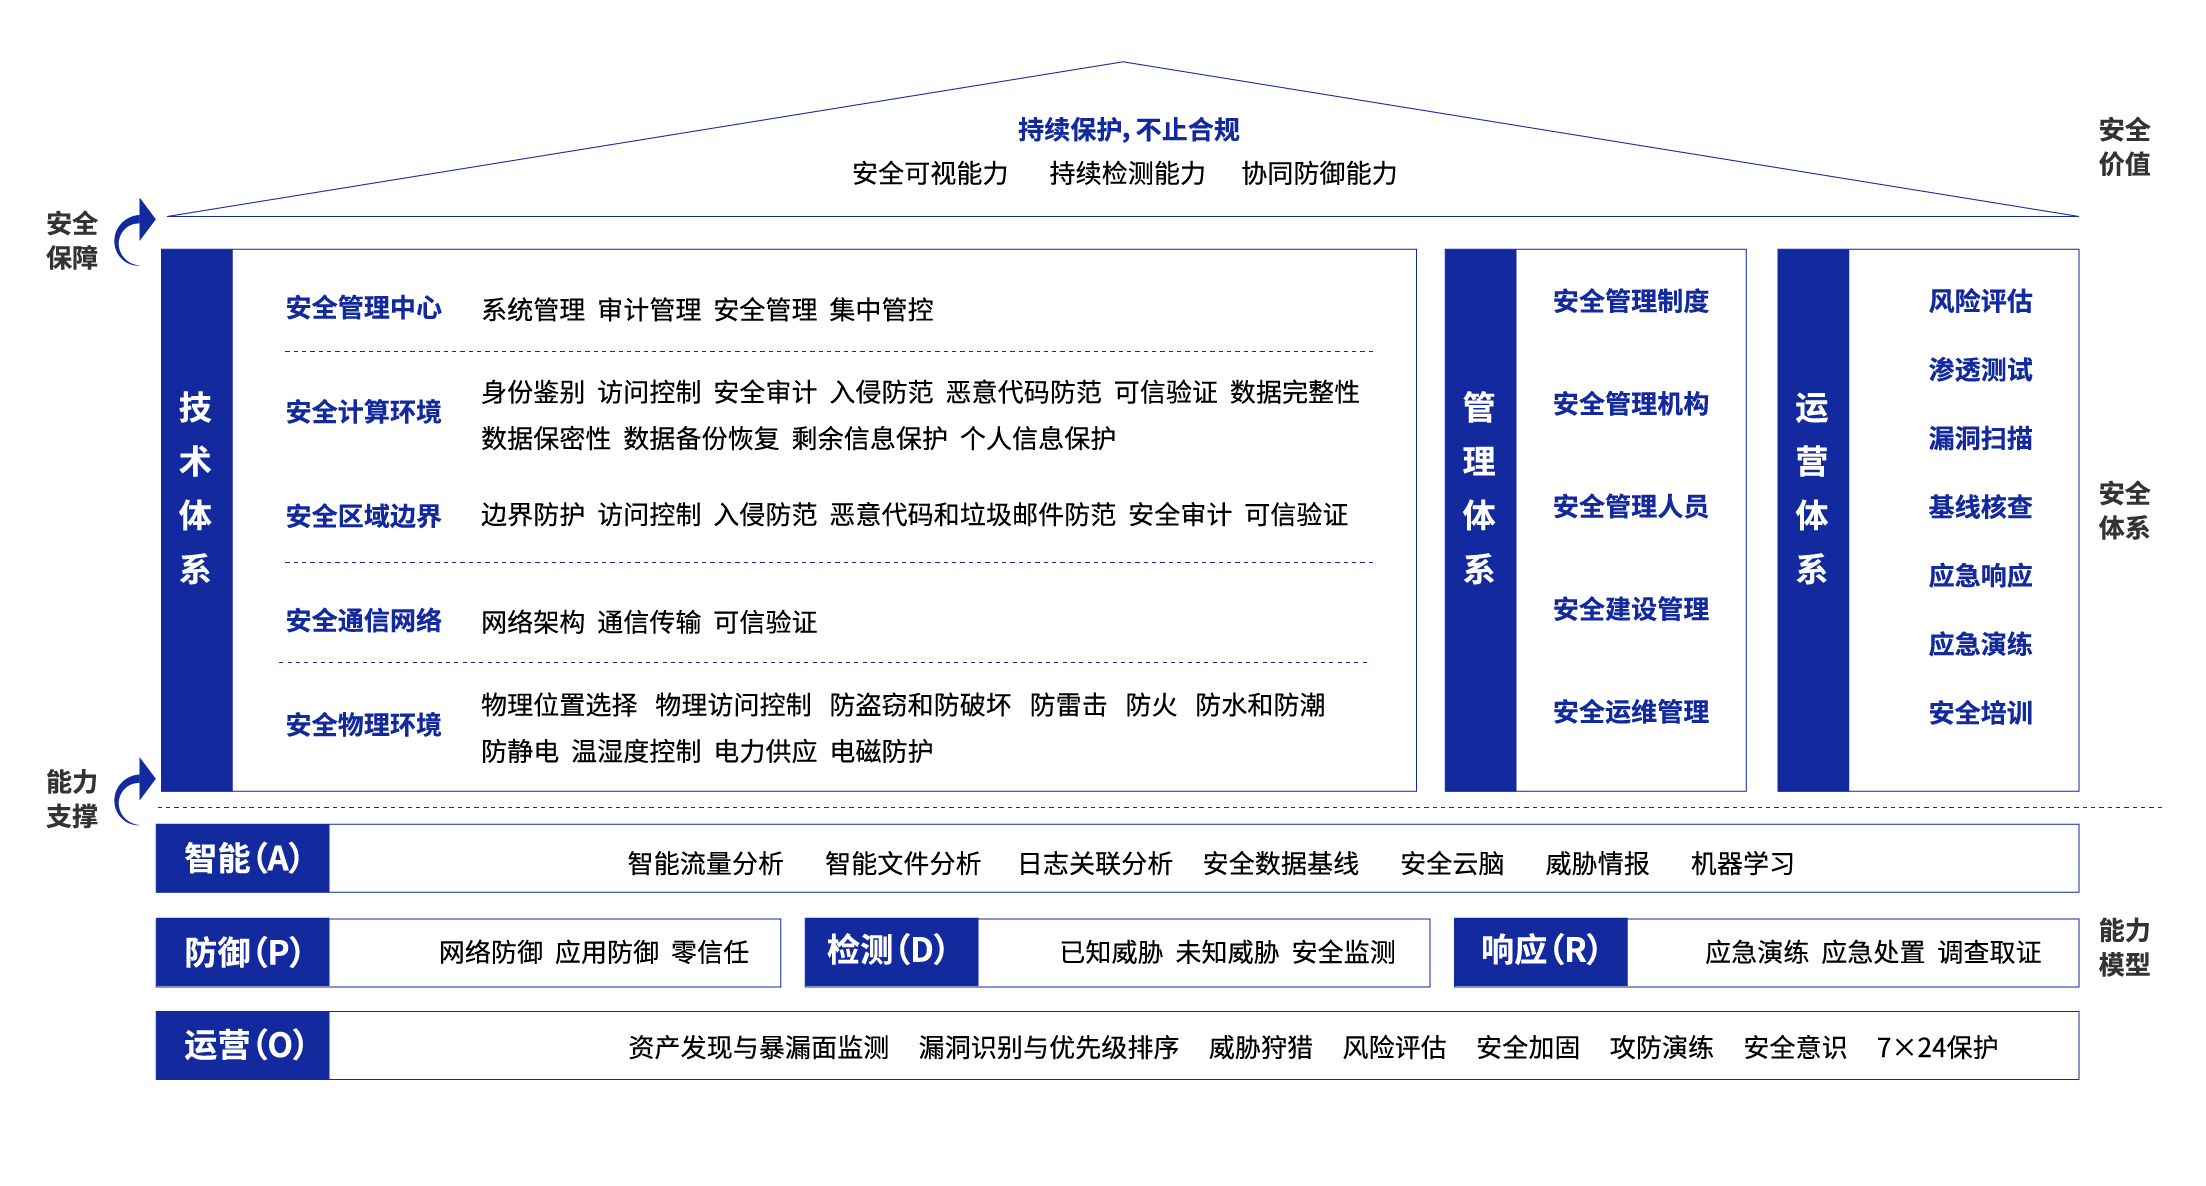 持续保护, 不止合规
安全可视能力 持续检测能力 协同防御能力
安全
价值
安全
保障
技术体系
安全管理中心 系统管理 审计管理 安全管理 集中管控
安全计算环境 身份鉴别 访问控制 安全审计 入侵防范 恶意代码防范 可信验证 数据完整性
数据保密性 数据备份恢复 剩余信息保护 个人信息保护
安全区域边界 边界防护 访问控制 入侵防范 恶意代码和垃圾邮件防范 安全审计 可信验证
安全通信网络 网络架构 通信传输 可信验证
安全物理环境 物理位置选择 物理访问控制 防盗窃和防破坏 防雷击 防火 防水和防潮
防静电 温湿度控制 电力供应 电磁防护
管理体系
安全管理制度
安全管理机构
安全管理人员
安全建设管理
安全运维管理
运营体系
风险评估
渗透测试
漏洞扫描
基线核查
应急响应
应急演练
安全培训
安全
体系
能力
支撑
智能(A) 智能流量分析 智能文件分析 日志关联分析 安全数据基线 安全云脑 威胁情报 机器学习
防御(P) 网络防御 应用防御 零信任
检测(D) 已知威胁 未知威胁 安全监测
响应(R) 应急演练 应急处置 调查取证
能力
模型
运营(O) 资产发现与暴漏面监测 漏洞识别与优先级排序 威胁狩猎 风险评估 安全加固 攻防演练 安全意识 7×24保护